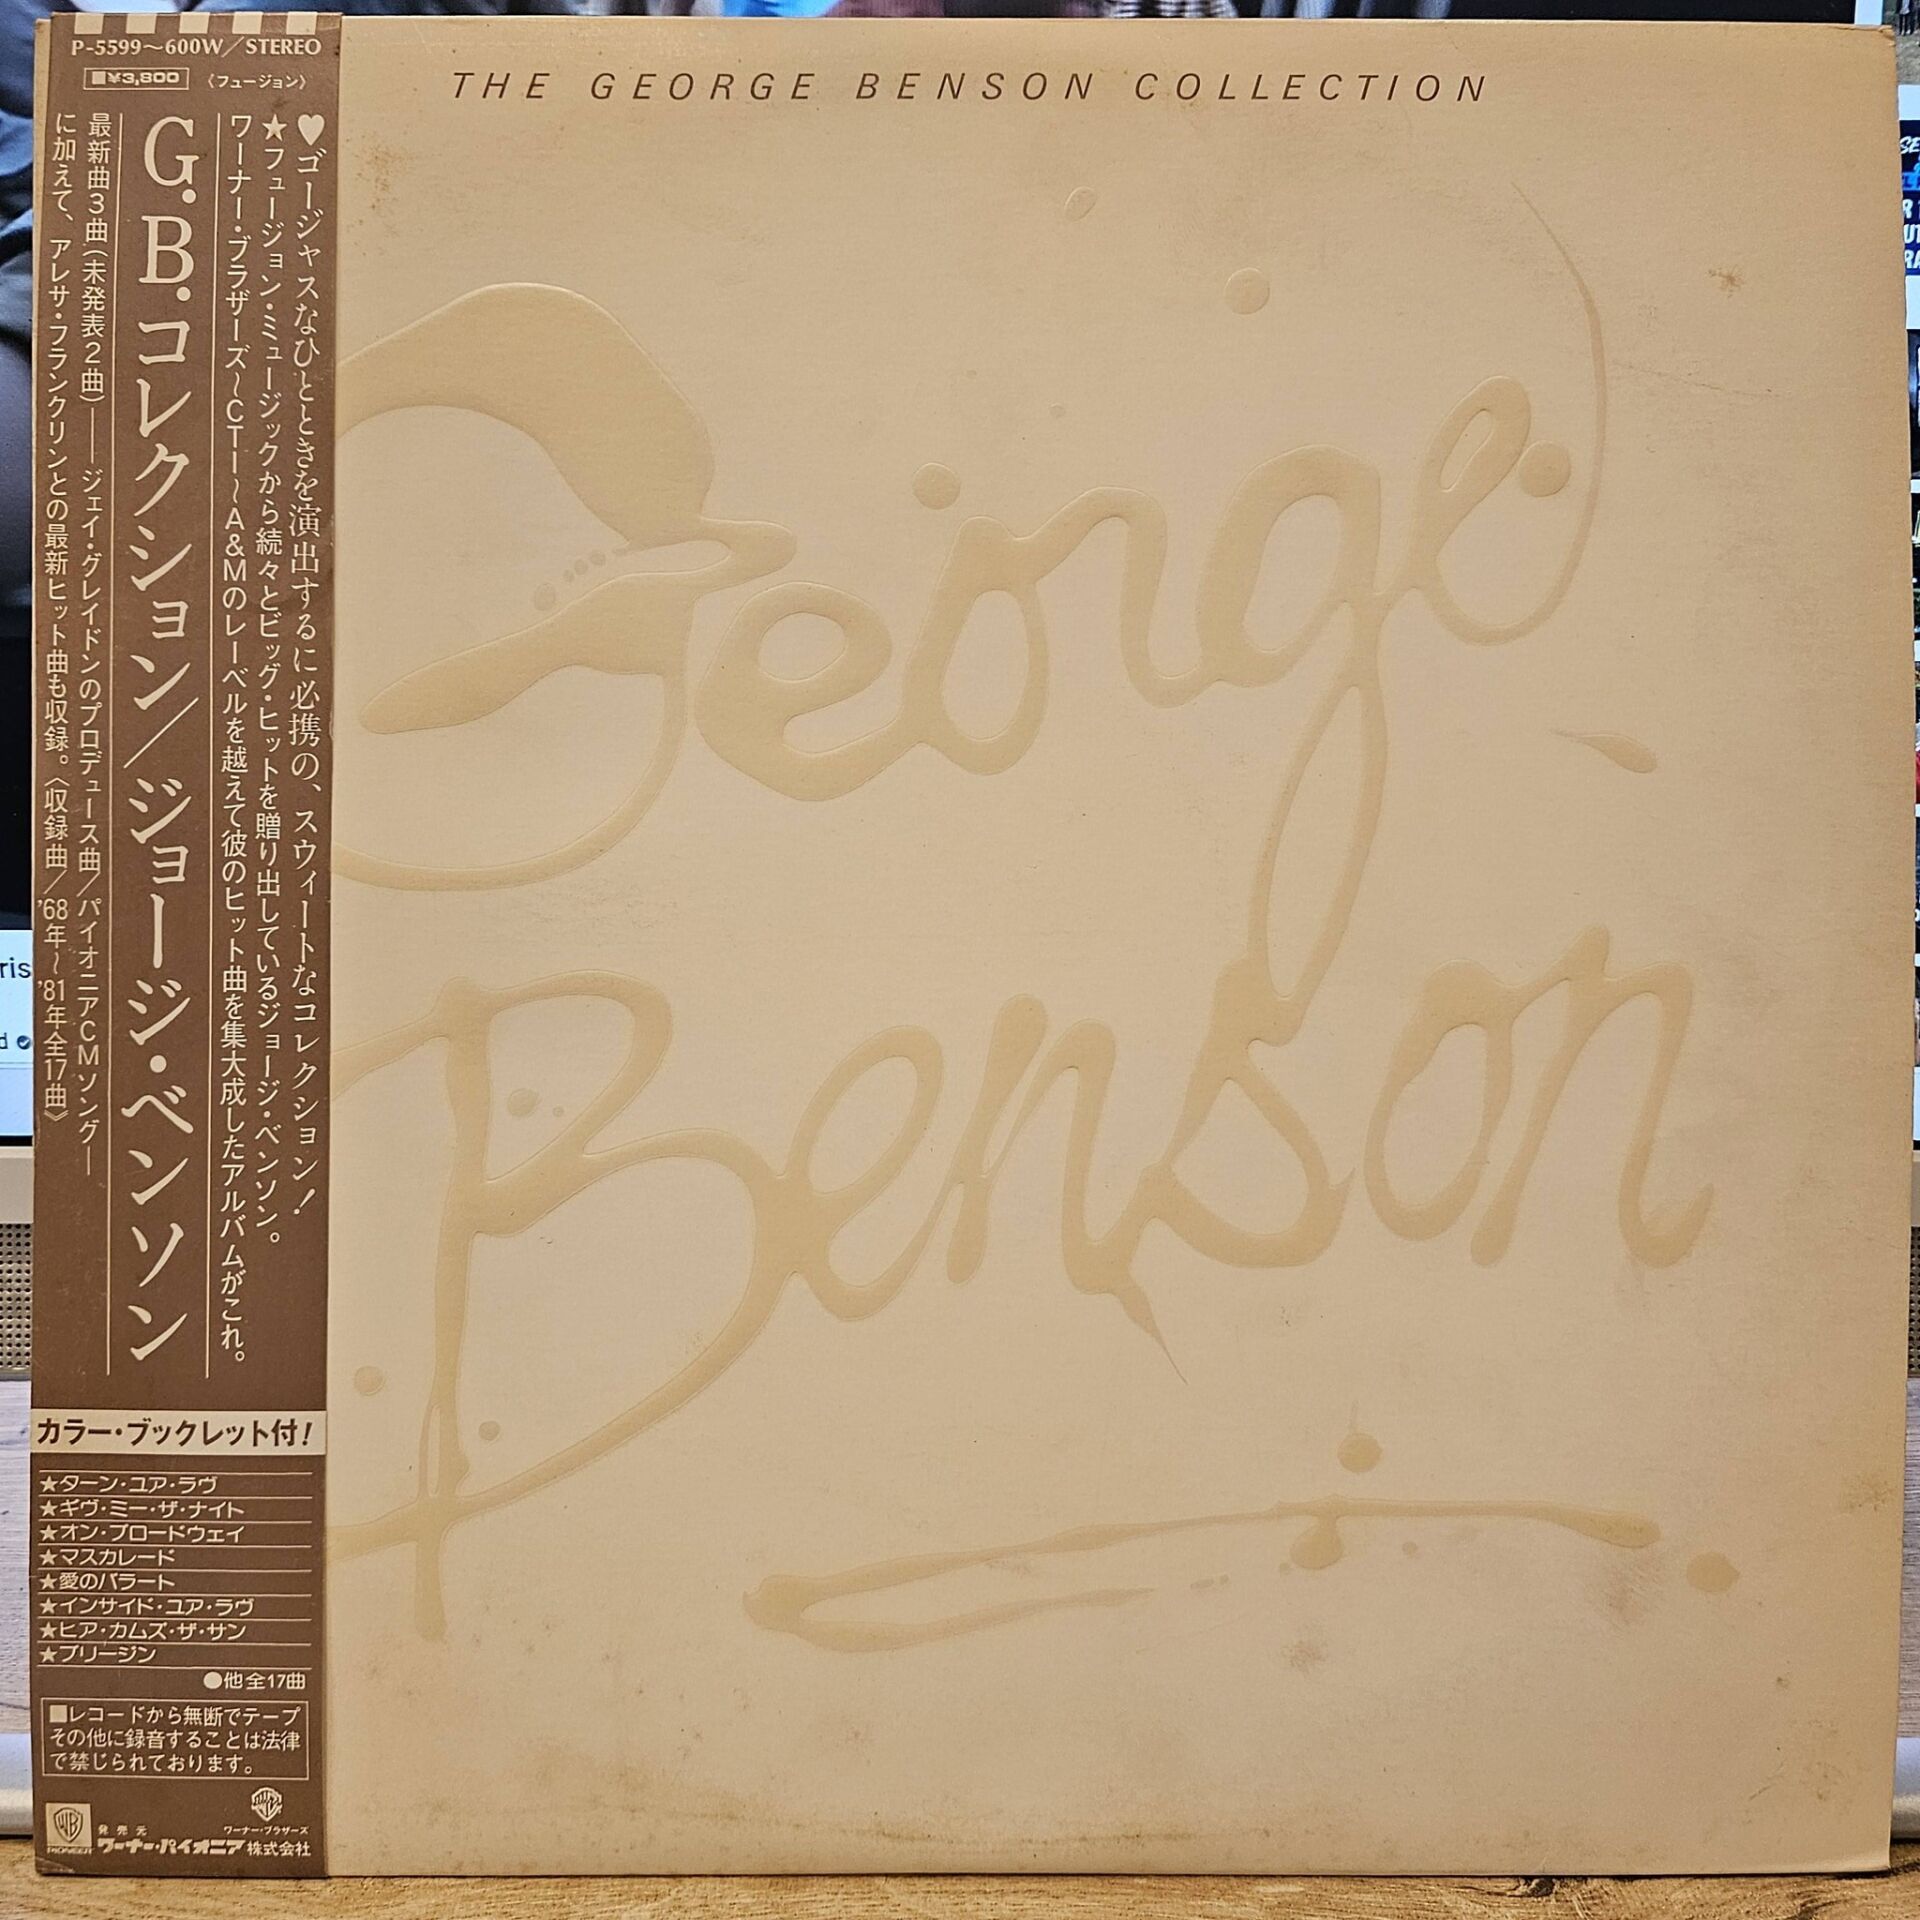 P-5599〜600W/STEREO
■¥3,800 〈フュージョン〉
♥ゴージャスなひとときを演出するに必携の、スウィートなコレクション!
★フュージョン・ミュージックから続々とビッグ・ヒットを贈り出しているジョージ・ベンソン。
ワーナー・ブラザーズ〜CTI〜A&Mのレーベルを越えて彼のヒット曲を集大成したアルバムがこれ。
G.B.コレクション/ジョージ・ベンソン
最新曲3曲(未発表2曲)——ジェイ・グレイドンのプロデュース曲/パイオニアCMソング—
に加えて、アレサ・フランクリンとの最新ヒット曲も収録。〈収録曲/'68年〜'81年全17曲〉
カラー・ブックレット付!
★ターン・ユア・ラヴ
★ギヴ・ミー・ザ・ナイト
★オン・ブロードウェイ
★マスカレード
★愛のバラード
★インサイド・ユア・ラヴ
★ヒア・カムズ・ザ・サン
★ブリージン
●他全17曲
■レコードから無断でテープ
その他に録音することは法律
で禁じられております。
WB
PIONEER
発売元
ワーナー・ブラザーズ
ワーナー・パイオニア株式会社
THE GEORGE BENSON COLLECTION
George
Benson